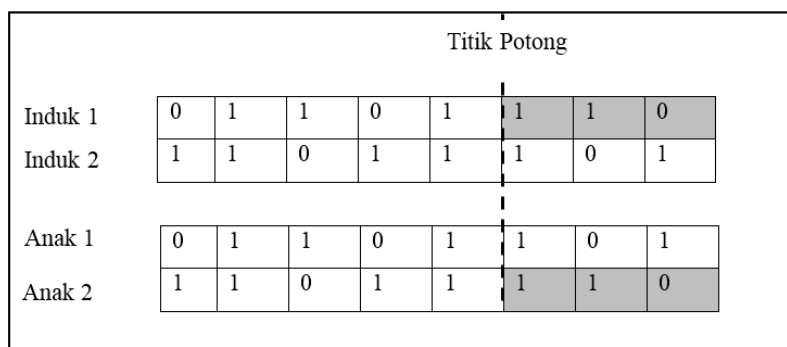 Titik Potong
Induk 1 0 1 1 0 1 1 1 0
Induk 2 1 1 0 1 1 1 0 1
Anak 1 0 1 1 0 1 1 0 1
Anak 2 1 1 0 1 1 1 1 0